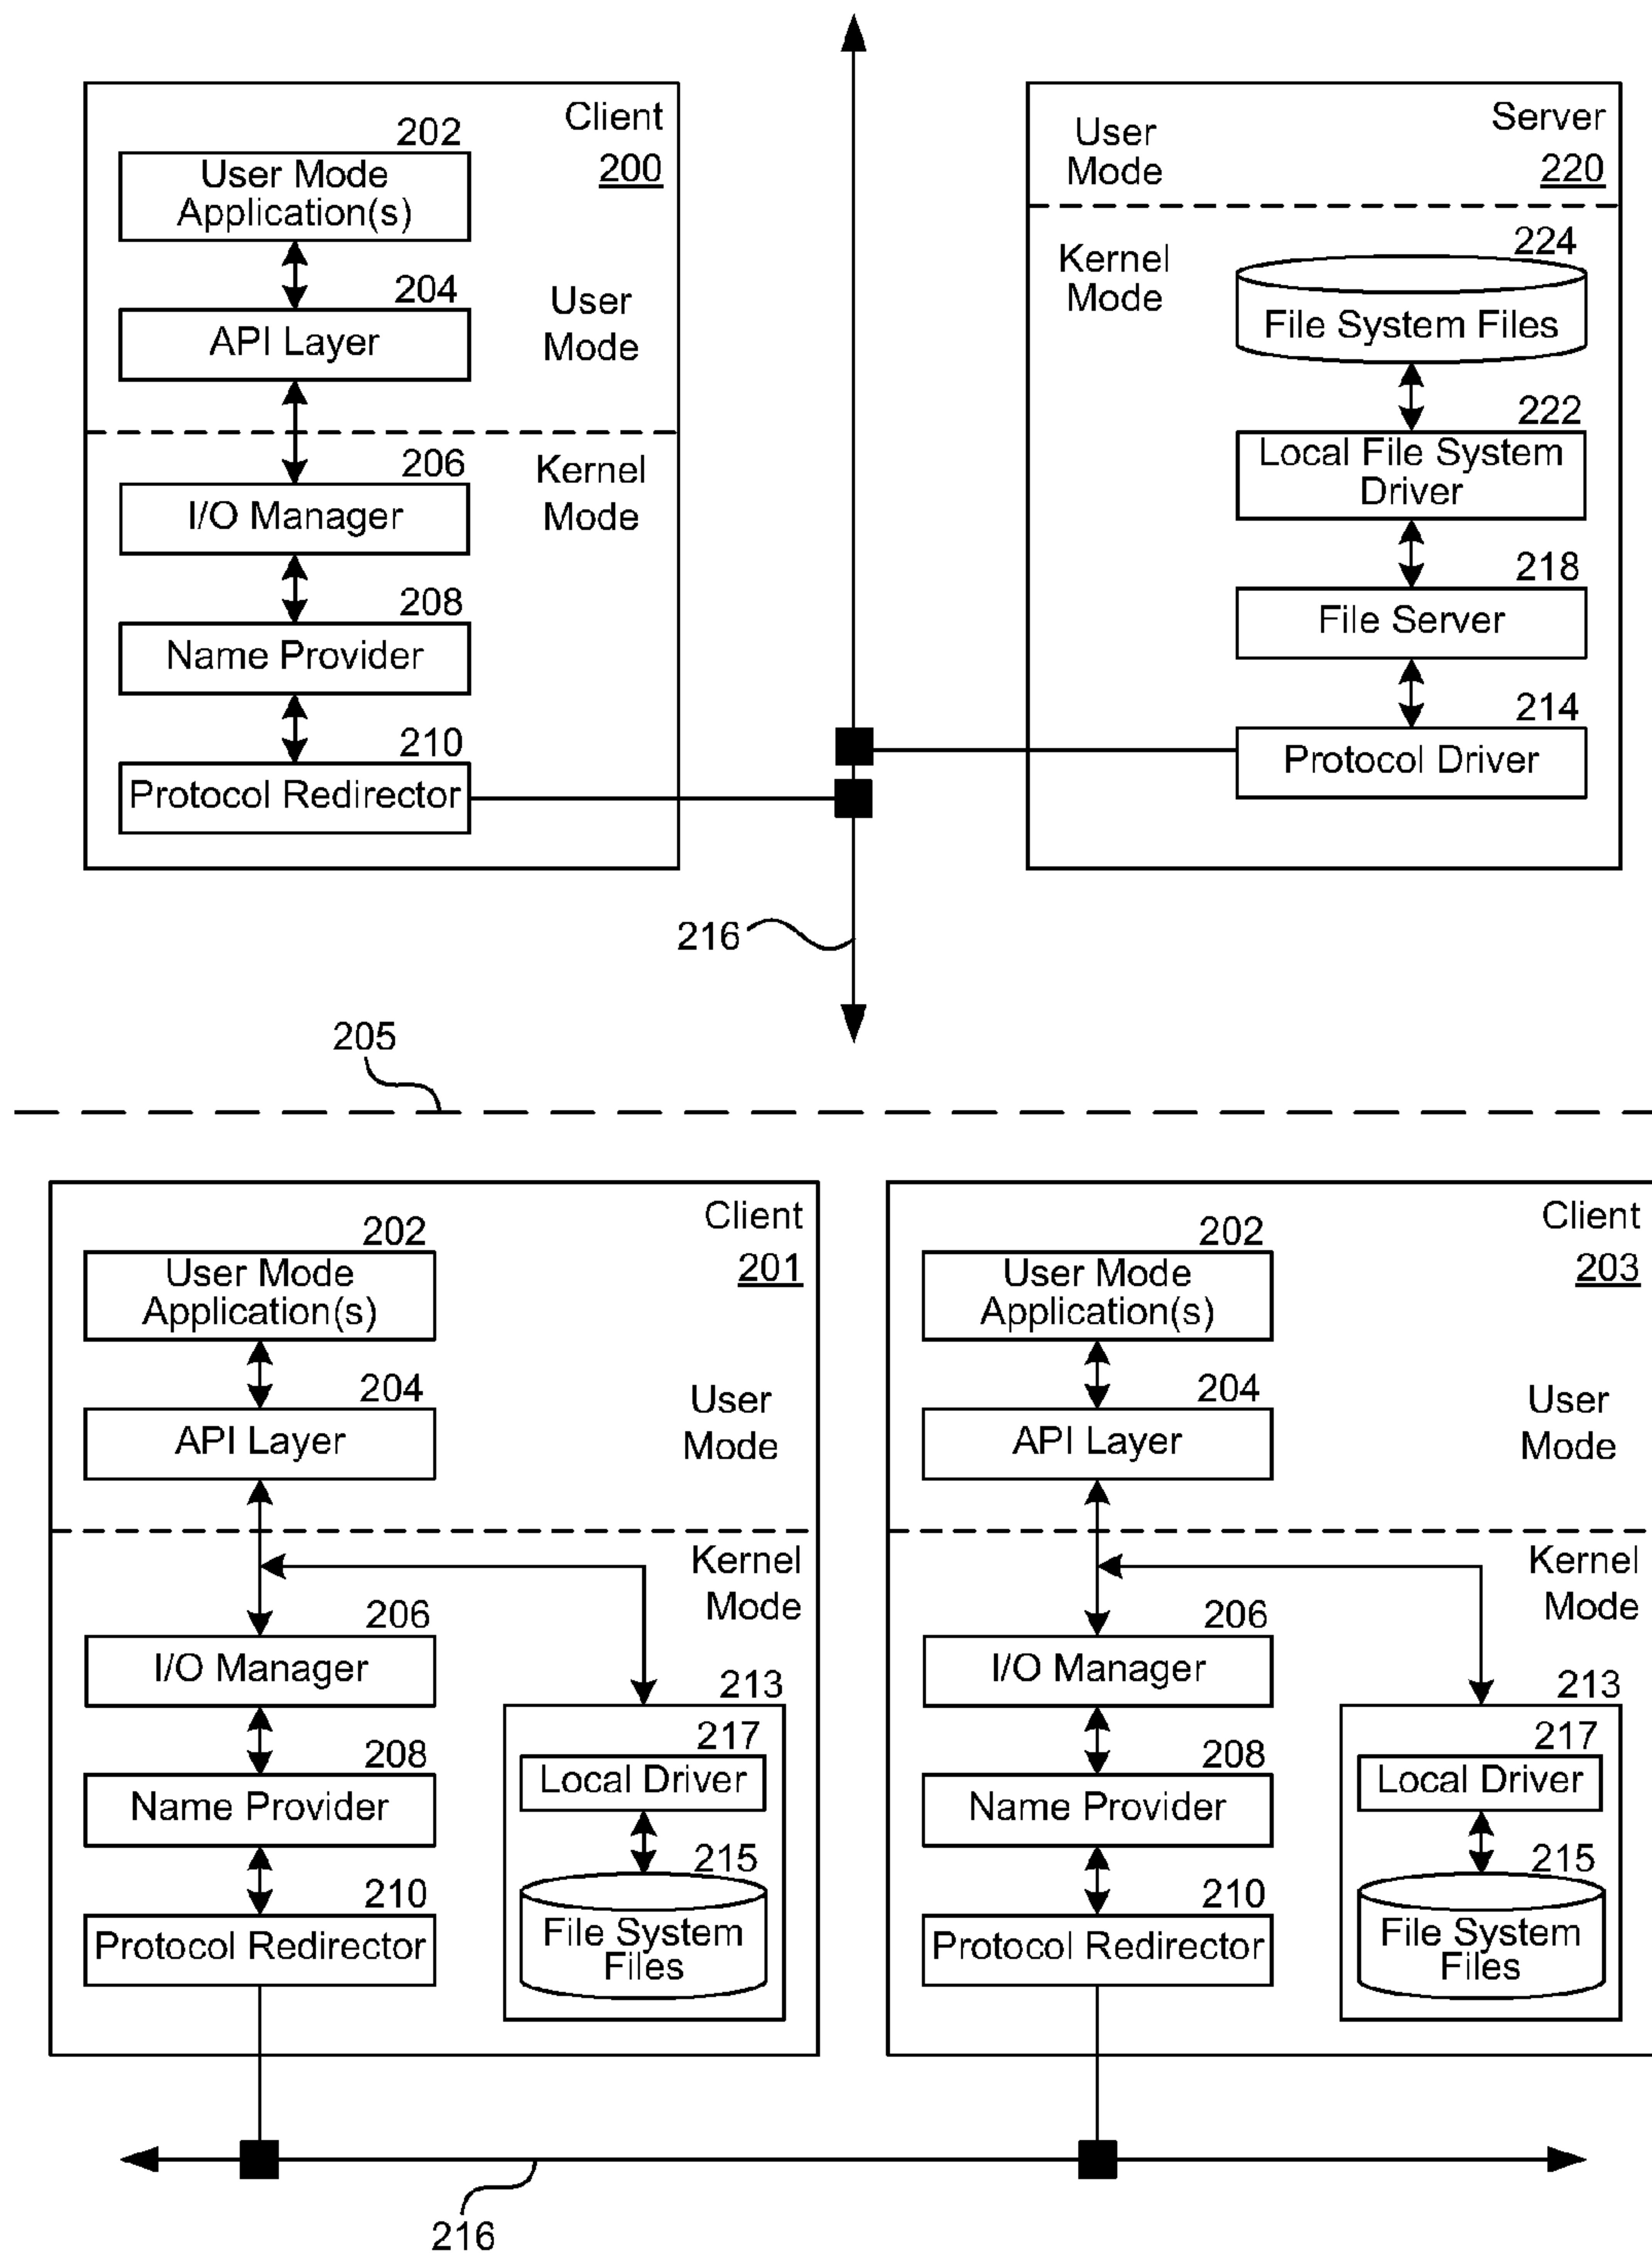 Client
200
202
User Mode
Application(s)
204
API Layer
User
Mode
206
I/O Manager
Kernel
Mode
208
Name Provider
210
Protocol Redirector
Server
220
User
Mode
Kernel
Mode
224
File System Files
222
Local File System
Driver
218
File Server
214
Protocol Driver
216
205
Client
201
202
User Mode
Application(s)
204
API Layer
User
Mode
Kernel
Mode
206
I/O Manager
208
Name Provider
210
Protocol Redirector
213
217
Local Driver
215
File System
Files
Client
203
202
User Mode
Application(s)
204
API Layer
User
Mode
Kernel
Mode
206
I/O Manager
208
Name Provider
210
Protocol Redirector
213
217
Local Driver
215
File System
Files
216